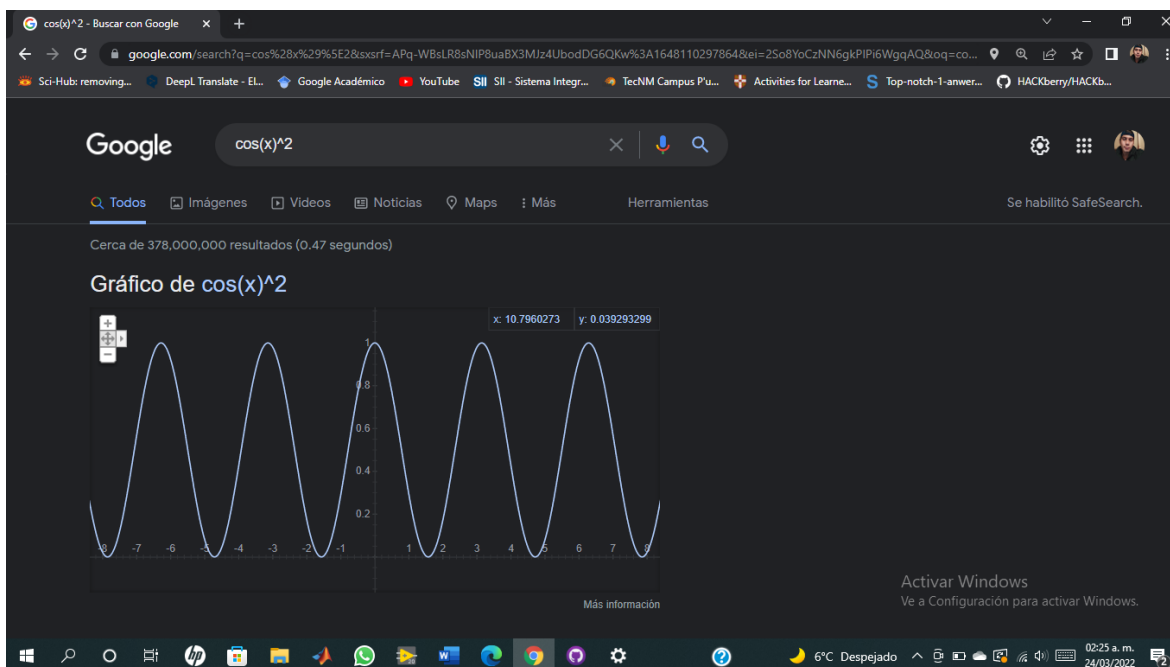 cos(x)^2 - Buscar con Google
google.com/search?q=cos%28x%29%5E2&sxsrf=APq-WBsLR8sNIP8uaBX3MJz4UbodDG6QKw%3A1648110297864&ei=2So8YoCzNN6gkPIPi6WgqAQ&oq=co...
Sci-Hub: removing... DeepL Translate - EL... Google Académico YouTube SII SII - Sistema Integr... TecNM Campus P'u... Activities for Learne... S Top-notch-1-anwer... HACKberry/HACKb...
Google cos(x)^2
Todos Imágenes Videos Noticias Maps Más Herramientas Se habilitó SafeSearch.
Cerca de 378,000,000 resultados (0.47 segundos)
Gráfico de cos(x)^2
x: 10.7960273 y: 0.039293299
1
0.8
0.6
0.4
0.2
-8 -7 -6 -5 -4 -3 -2 -1 1 2 3 4 5 6 7 8
Más información
Activar Windows
Ve a Configuración para activar Windows.
hp W 6°C Despejado 02:25 a. m.
24/03/2022